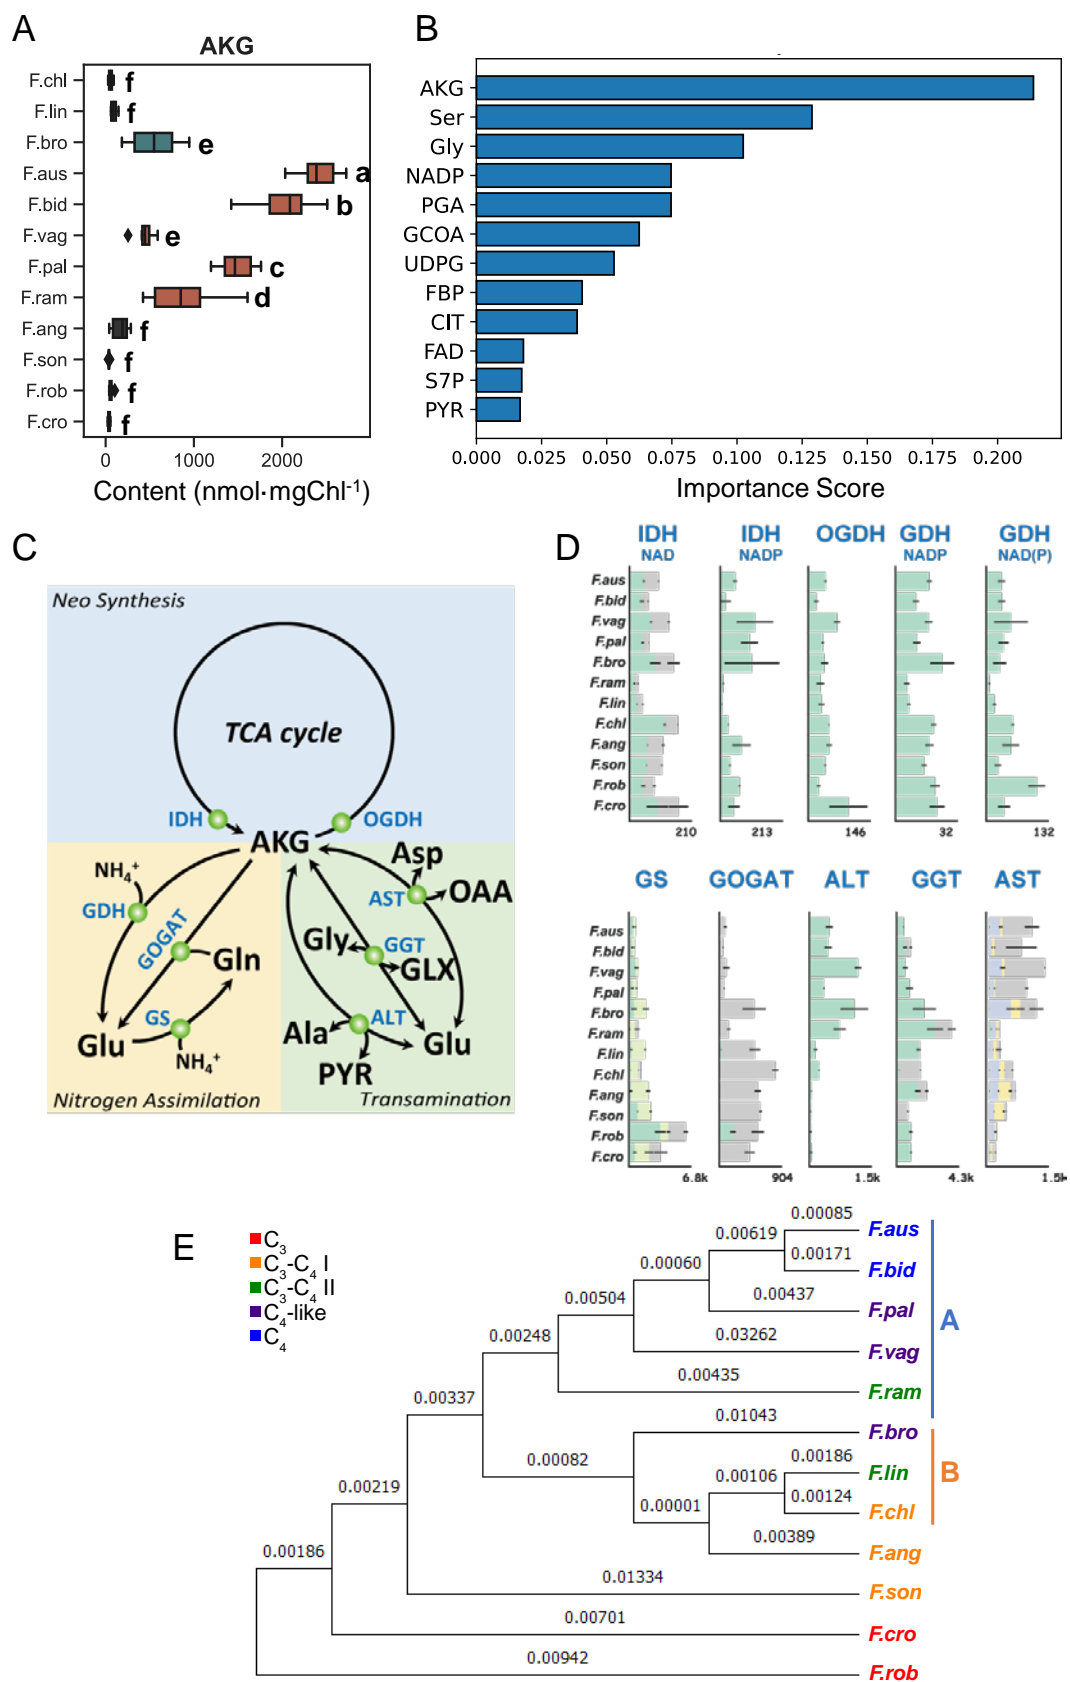 A
AKG
F.chl
f
F.lin
f
F.bro
e
F.aus
a
F.bid
b
F.vag
e
F.pal
c
F.ram
d
F.ang
f
F.son
f
F.rob
f
F.cro
f
0 1000 2000
Content (nmol·mgChl⁻¹)
B
AKG
Ser
Gly
NADP
PGA
GCOA
UDPG
FBP
CIT
FAD
S7P
PYR
0.000 0.025 0.050 0.075 0.100 0.125 0.150 0.175 0.200
Importance Score
C
Neo Synthesis
TCA cycle
IDH
OGDH
AKG
NH₄⁺
GDH
GOGAT
Gln
Glu
GS
NH₄⁺
Nitrogen Assimilation
Asp
AST
OAA
Gly
GGT
GLX
Ala
ALT
Glu
PYR
Transamination
D
IDH NAD
IDH NADP
OGDH
GDH NADP
GDH NAD(P)
F.aus
F.bid
F.vag
F.pal
F.bro
F.ram
F.lin
F.chl
F.ang
F.son
F.rob
F.cro
210 213 146 32 132
GS GOGAT ALT GGT AST
F.aus
F.bid
F.vag
F.pal
F.bro
F.ram
F.lin
F.chl
F.ang
F.son
F.rob
F.cro
6.8k 904 1.5k 4.3k 1.5k
E
C₃
C₃-C₄ I
C₃-C₄ II
C₄-like
C₄
0.00085
F.aus
0.00619
0.00171
F.bid
0.00060
0.00437
F.pal
0.00504
0.03262
F.vag
0.00248
0.00435
F.ram
A
0.00337
0.01043
F.bro
0.00082
0.00186
F.lin
0.00106
0.00124
F.chl
B
0.00001
0.00389
F.ang
0.00219
0.01334
F.son
0.00186
0.00701
F.cro
0.00942
F.rob